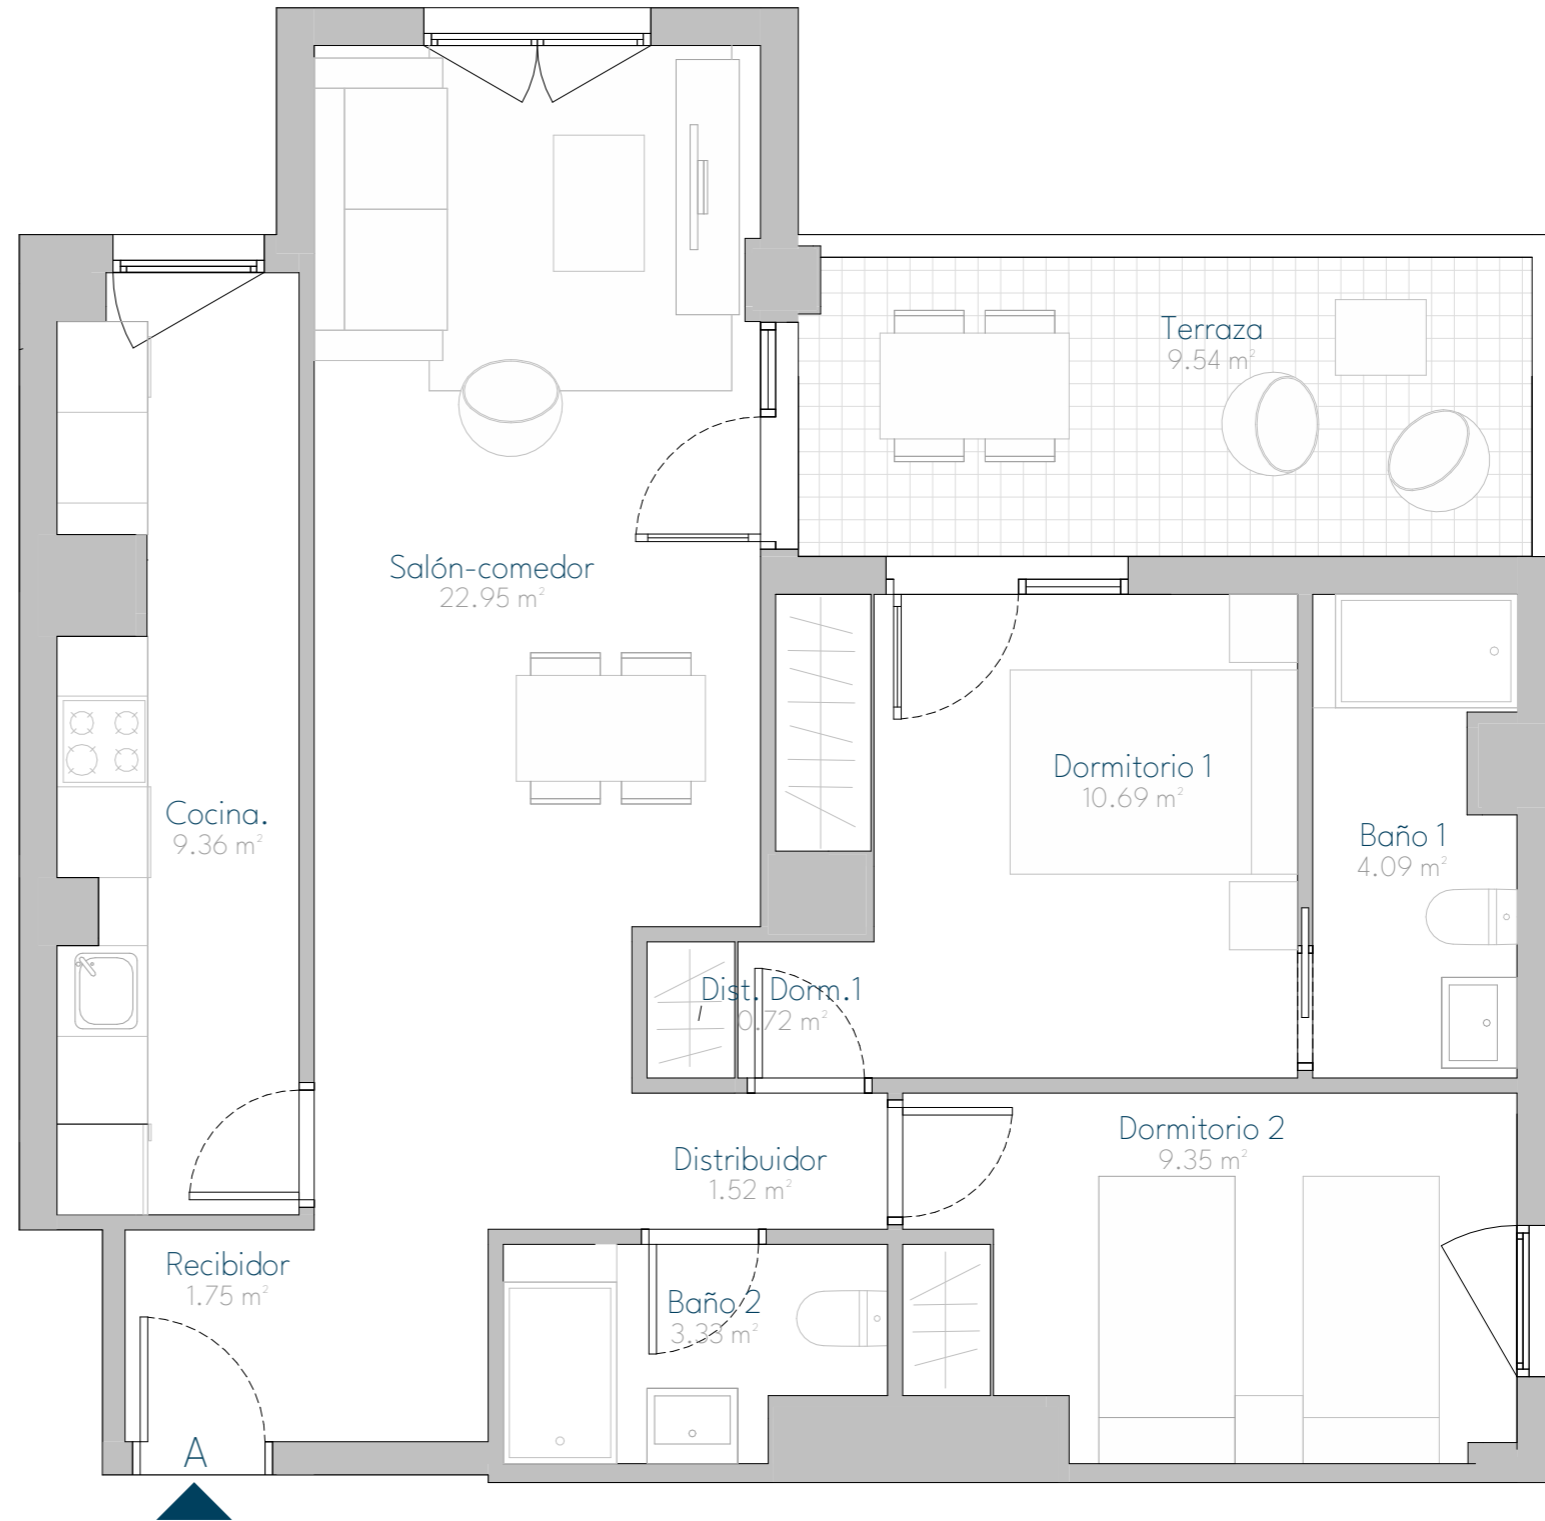 Terraza
9.54 m²
Salón-comedor
22.95 m²
Dormitorio 1
10.69 m²
Cocina.
9.36 m²
Baño 1
4.09 m²
Dist. Dorm.1
0.72 m²
Dormitorio 2
9.35 m²
Distribuidor
1.52 m²
Recibidor
1.75 m²
Baño 2
3.33 m²
A